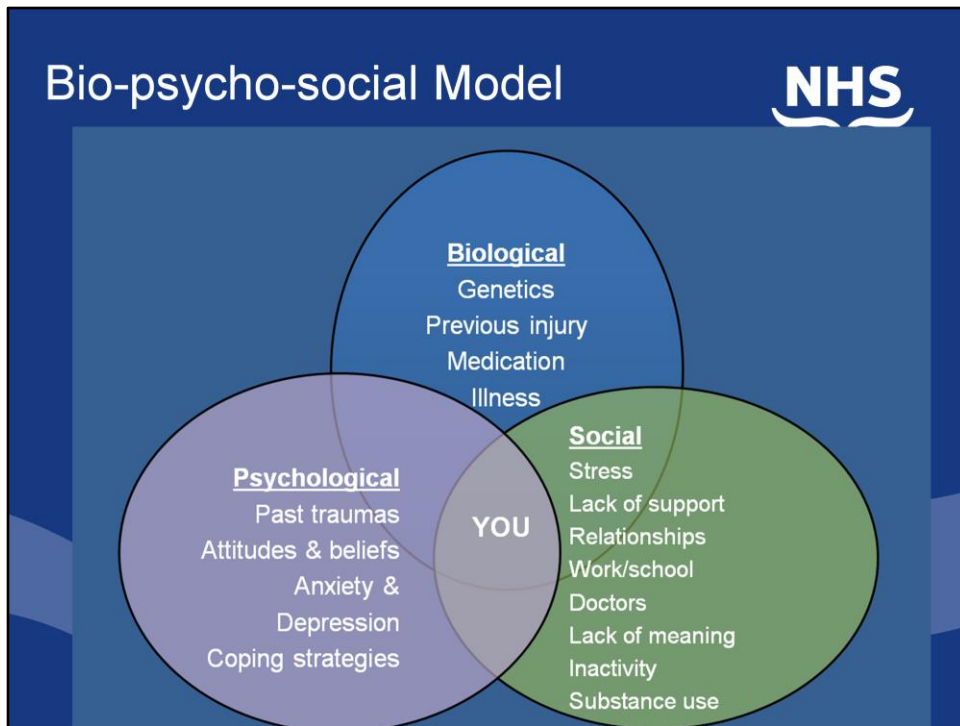 Bio-psycho-social Model
NHS
Biological
Genetics
Previous injury
Medication
Illness
Psychological
Past traumas
Attitudes & beliefs
Anxiety &
Depression
Coping strategies
YOU
Social
Stress
Lack of support
Relationships
Work/school
Doctors
Lack of meaning
Inactivity
Substance use